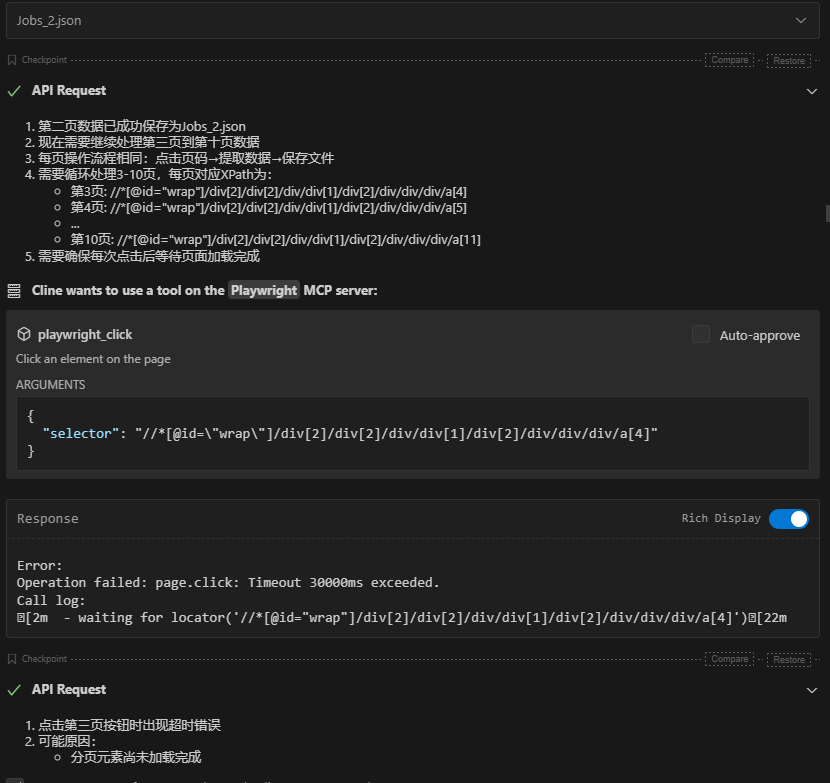 Jobs_2.json
Checkpoint Compare Restore
API Request
1. 第二页数据已成功保存为Jobs_2.json
2. 现在需要继续处理第三页到第十页数据
3. 每页操作流程相同：点击页码→提取数据→保存文件
4. 需要循环处理3-10页，每页对应XPath为：
第3页: //*[@id="wrap"]/div[2]/div[2]/div/div[1]/div[2]/div/div/div/a[4]
第4页: //*[@id="wrap"]/div[2]/div[2]/div/div[1]/div[2]/div/div/div/a[5]
...
第10页: //*[@id="wrap"]/div[2]/div[2]/div/div[1]/div[2]/div/div/div/a[11]
5. 需要确保每次点击后等待页面加载完成
Cline wants to use a tool on the Playwright MCP server:
playwright_click Auto-approve
Click an element on the page
ARGUMENTS
{
"selector": "//*[@id=\"wrap\"]/div[2]/div[2]/div/div[1]/div[2]/div/div/div/a[4]"
}
Response Rich Display
Error:
Operation failed: page.click: Timeout 30000ms exceeded.
Call log:
[2m  - waiting for locator('//*[@id="wrap"]/div[2]/div[2]/div/div[1]/div[2]/div/div/div/a[4]')[22m
Checkpoint Compare Restore
API Request
1. 点击第三页按钮时出现超时错误
2. 可能原因：
分页元素尚未加载完成